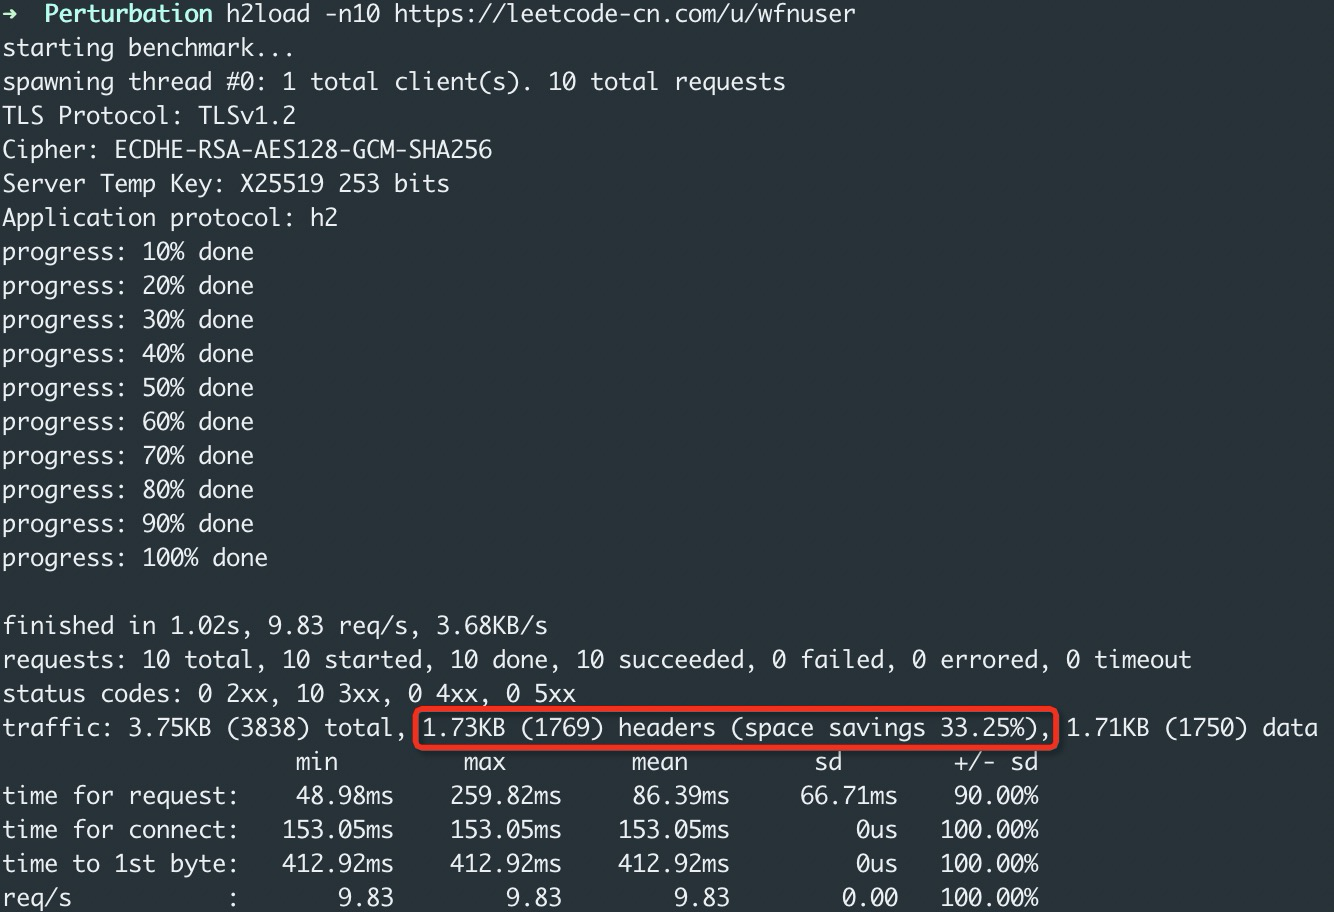 → Perturbation h2load -n10 https://leetcode-cn.com/u/wfnuser
starting benchmark...
spawning thread #0: 1 total client(s). 10 total requests
TLS Protocol: TLSv1.2
Cipher: ECDHE-RSA-AES128-GCM-SHA256
Server Temp Key: X25519 253 bits
Application protocol: h2
progress: 10% done
progress: 20% done
progress: 30% done
progress: 40% done
progress: 50% done
progress: 60% done
progress: 70% done
progress: 80% done
progress: 90% done
progress: 100% done
finished in 1.02s, 9.83 req/s, 3.68KB/s
requests: 10 total, 10 started, 10 done, 10 succeeded, 0 failed, 0 errored, 0 timeout
status codes: 0 2xx, 10 3xx, 0 4xx, 0 5xx
traffic: 3.75KB (3838) total, 1.73KB (1769) headers (space savings 33.25%), 1.71KB (1750) data
min max mean sd +/- sd
time for request: 48.98ms 259.82ms 86.39ms 66.71ms 90.00%
time for connect: 153.05ms 153.05ms 153.05ms 0us 100.00%
time to 1st byte: 412.92ms 412.92ms 412.92ms 0us 100.00%
req/s : 9.83 9.83 9.83 0.00 100.00%